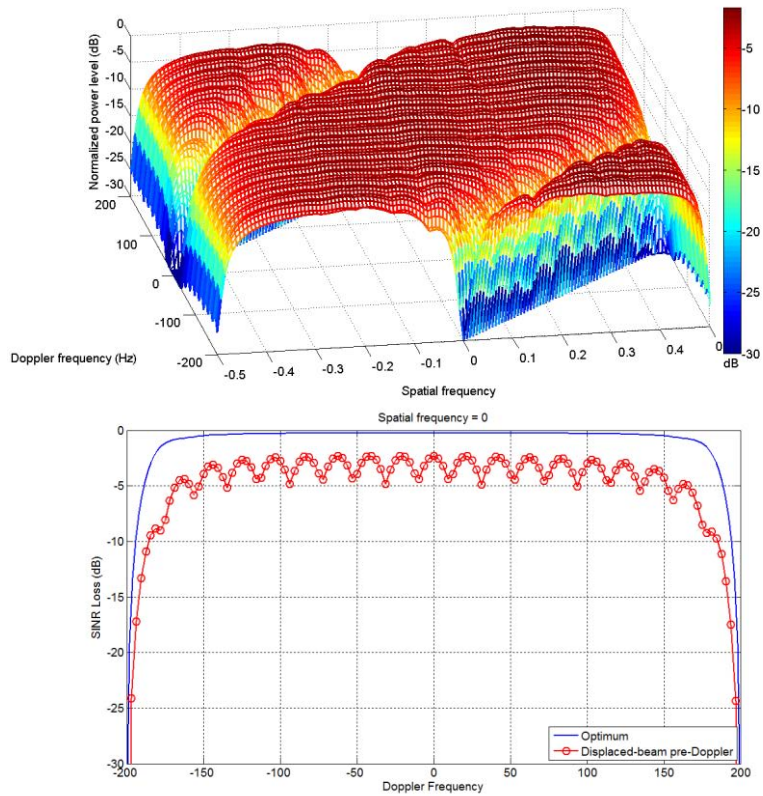 0
-5
-10
-15
-20
-25
-30
Normalized power level (dB)
200
100
0
-100
-200
Doppler frequency (Hz)
-0.5 -0.4 -0.3 -0.2 -0.1 0 0.1 0.2 0.3 0.4 0
Spatial frequency
-5
-10
-15
-20
-25
-30
dB
Spatial frequency = 0
0
-5
-10
-15
-20
-25
-30
SINR Loss (dB)
-200 -150 -100 -50 0 50 100 150 200
Doppler Frequency
Optimum
Displaced-beam pre-Doppler